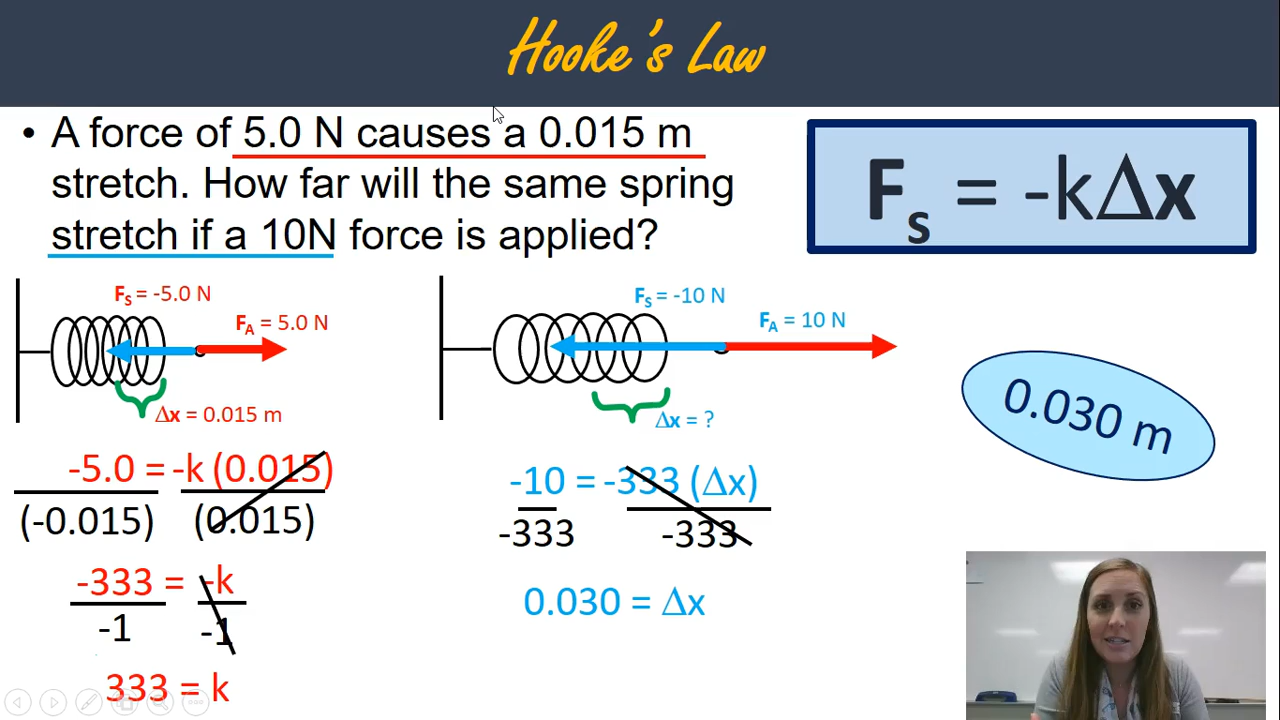 Hooke's Law
• A force of 5.0 N causes a 0.015 m
stretch. How far will the same spring
stretch if a 10N force is applied?
Fs = -kΔx
Fs = -5.0 N
FA = 5.0 N
Δx = 0.015 m
Fs = -10 N
FA = 10 N
Δx = ?
0.030 m
-5.0 = -k (0.015)
(-0.015) (0.015)
-333 = -k
-1 -1
333 = k
-10 = -333 (Δx)
-333 -333
0.030 = Δx